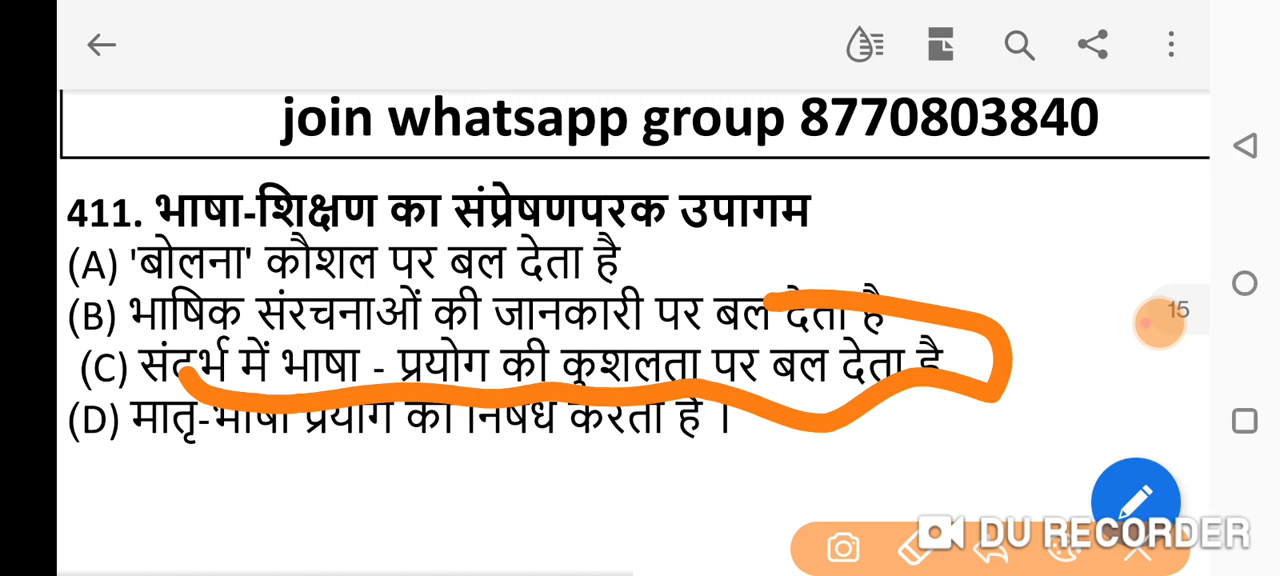 join whatsapp group 8770803840
411. भाषा-शिक्षण का संप्रेषणपरक उपागम
(A) 'बोलना' कौशल पर बल देता है
(B) भाषिक संरचनाओं की जानकारी पर बल देता है
15
(C) संदर्भ में भाषा - प्रयोग की कुशलता पर बल देता है
(D) मातृ-भाषा प्रयोग का निषेध करता है ।
DU RECORDER